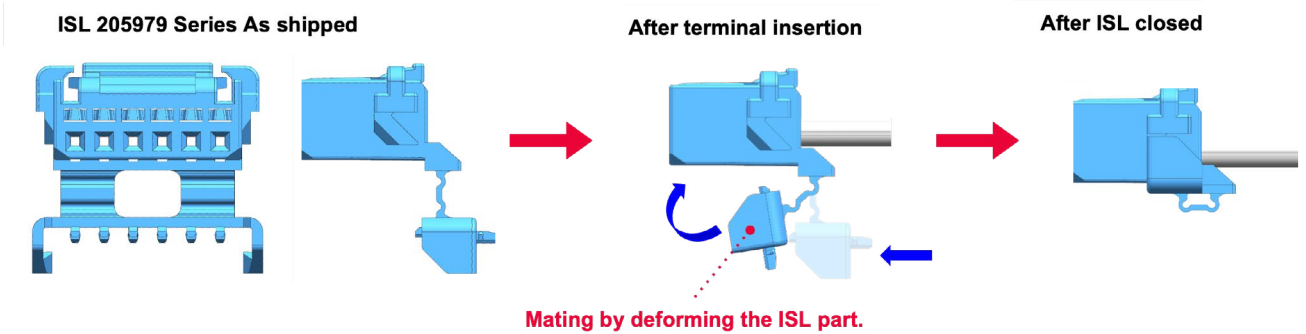 ISL 205979 Series As shipped
After terminal insertion
After ISL closed
Mating by deforming the ISL part.